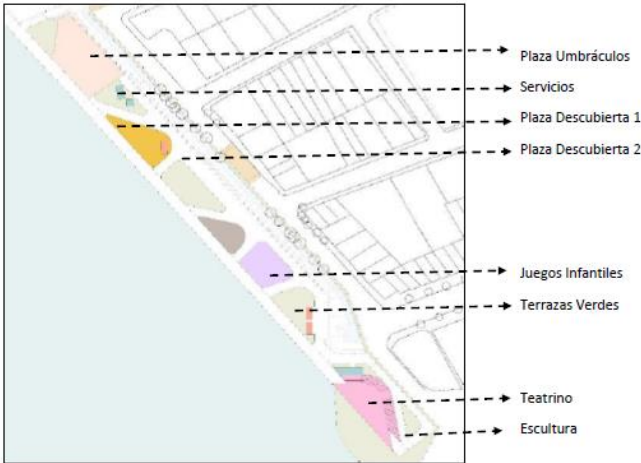 Plaza Umbráculos
Servicios
Plaza Descubierta 1
Plaza Descubierta 2
Juegos Infantiles
Terrazas Verdes
Teatrino
Escultura